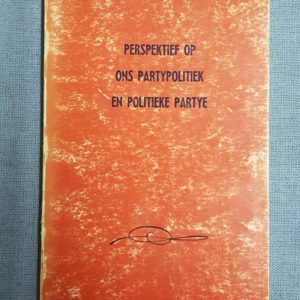 PERSPEKTIEF OP
ONS PARTYPOLITIEK
EN POLITIEKE PARTYE